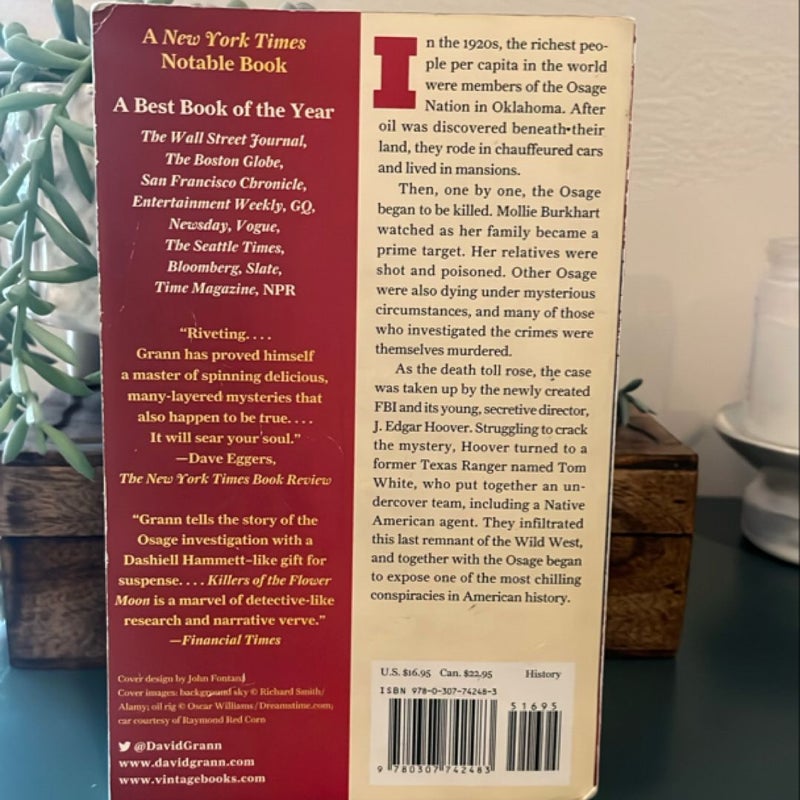 A New York Times
Notable Book
A Best Book of the Year
The Wall Street Journal,
The Boston Globe,
San Francisco Chronicle,
Entertainment Weekly, GQ,
Newsday, Vogue,
The Seattle Times,
Bloomberg, Slate,
Time Magazine, NPR
“Riveting. . . .
Grann has proved himself
a master of spinning delicious,
many-layered mysteries that
also happen to be true. . . .
It will sear your soul.”
—Dave Eggers,
The New York Times Book Review
“Grann tells the story of the
Osage investigation with a
Dashiell Hammett–like gift for
suspense. . . . Killers of the Flower
Moon is a marvel of detective-like
research and narrative verve.”
—Financial Times
Cover design by John Fontana
Cover images: background sky © Richard Smith/
Alamy; oil rig © Oscar Williams/Dreamstime.com;
car courtesy of Raymond Red Corn
@DavidGrann
www.davidgrann.com
www.vintagebooks.com
In the 1920s, the richest peo-
ple per capita in the world
were members of the Osage
Nation in Oklahoma. After
oil was discovered beneath their
land, they rode in chauffeured cars
and lived in mansions.
Then, one by one, the Osage
began to be killed. Mollie Burkhart
watched as her family became a
prime target. Her relatives were
shot and poisoned. Other Osage
were also dying under mysterious
circumstances, and many of those
who investigated the crimes were
themselves murdered.
As the death toll rose, the case
was taken up by the newly created
FBI and its young, secretive director,
J. Edgar Hoover. Struggling to crack
the mystery, Hoover turned to a
former Texas Ranger named Tom
White, who put together an un-
dercover team, including a Native
American agent. They infiltrated
this last remnant of the Wild West,
and together with the Osage began
to expose one of the most chilling
conspiracies in American history.
U.S. $16.95 Can. $22.95 History
ISBN 978-0-307-74248-3
51695
9 780307 742483